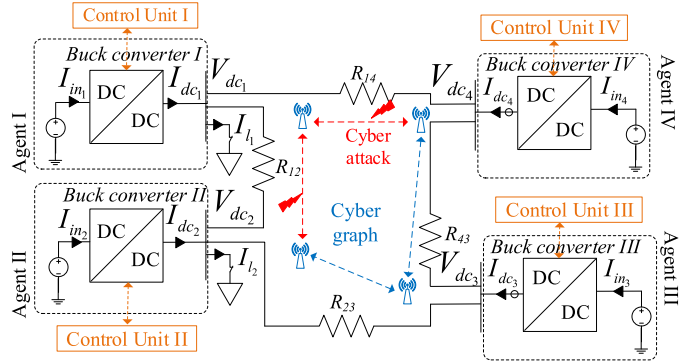 Control Unit I
Buck converter I
Agent I
I_in1
DC
DC
I_dc1
V_dc1
I_l1
R_14
R_12
Cyber
attack
Cyber
graph
Control Unit IV
Buck converter IV
Agent IV
V_dc4
I_dc4
DC
DC
I_in4
Buck converter II
Agent II
I_in2
DC
DC
I_dc2
V_dc2
I_l2
Control Unit II
R_23
R_43
Control Unit III
Buck converter III
Agent III
V_dc3
I_dc3
DC
DC
I_in3